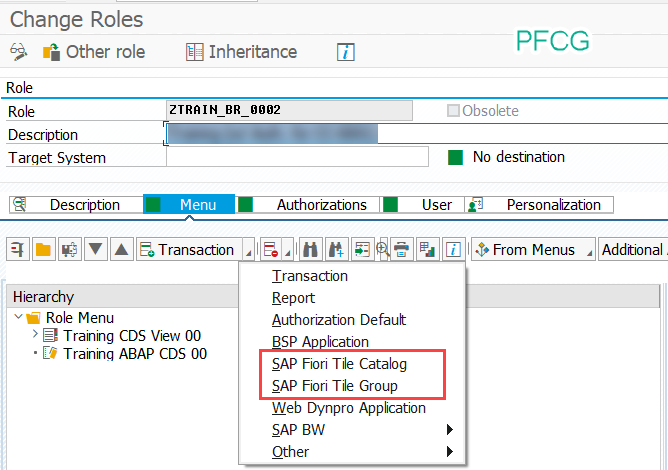 Change Roles
PFCG
Other role Inheritance
Role
Role ZTRAIN_BR_0002 Obsolete
Description
Target System No destination
Description Menu Authorizations User Personalization
Transaction From Menus Additional
Hierarchy
Role Menu
Training CDS View 00
Training ABAP CDS 00
Transaction
Report
Authorization Default
BSP Application
SAP Fiori Tile Catalog
SAP Fiori Tile Group
Web Dynpro Application
SAP BW
Other